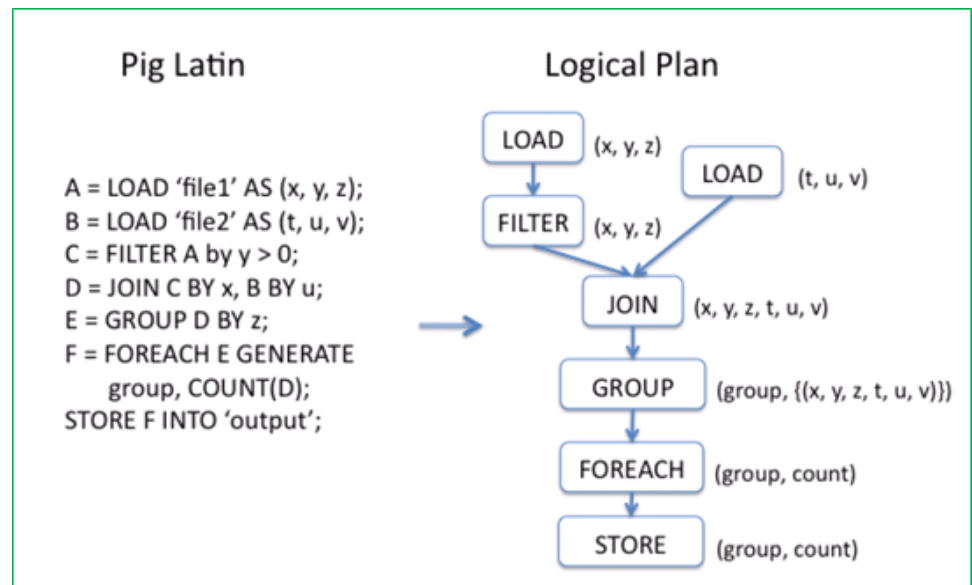 Pig Latin
A = LOAD ‘file1’ AS (x, y, z);
B = LOAD ‘file2’ AS (t, u, v);
C = FILTER A by y > 0;
D = JOIN C BY x, B BY u;
E = GROUP D BY z;
F = FOREACH E GENERATE
group, COUNT(D);
STORE F INTO ‘output’;
Logical Plan
LOAD (x, y, z)
LOAD (t, u, v)
FILTER (x, y, z)
JOIN (x, y, z, t, u, v)
GROUP (group, {(x, y, z, t, u, v)})
FOREACH (group, count)
STORE (group, count)